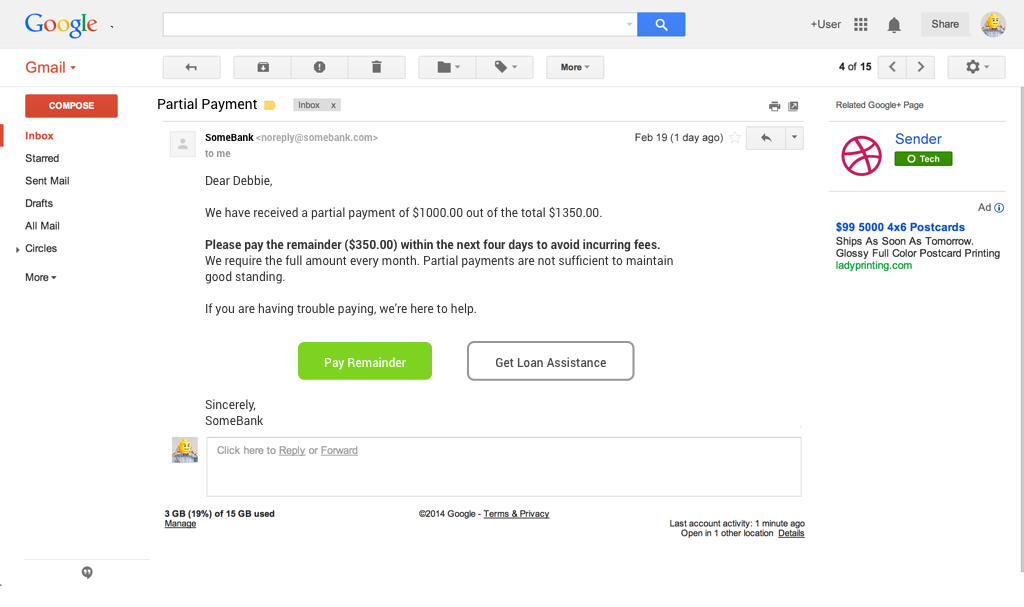 Google
+User
Share
Gmail
More
4 of 15
COMPOSE
Inbox
Starred
Sent Mail
Drafts
All Mail
Circles
More
Partial Payment
Inbox x
SomeBank <noreply@somebank.com>
to me
Feb 19 (1 day ago)
Dear Debbie,
We have received a partial payment of $1000.00 out of the total $1350.00.
Please pay the remainder ($350.00) within the next four days to avoid incurring fees.
We require the full amount every month. Partial payments are not sufficient to maintain
good standing.
If you are having trouble paying, we're here to help.
Pay Remainder
Get Loan Assistance
Sincerely,
SomeBank
Click here to Reply or Forward
3 GB (19%) of 15 GB used
Manage
©2014 Google - Terms & Privacy
Last account activity: 1 minute ago
Open in 1 other location Details
Related Google+ Page
Sender
Tech
Ad
$99 5000 4x6 Postcards
Ships As Soon As Tomorrow.
Glossy Full Color Postcard Printing
ladyprinting.com